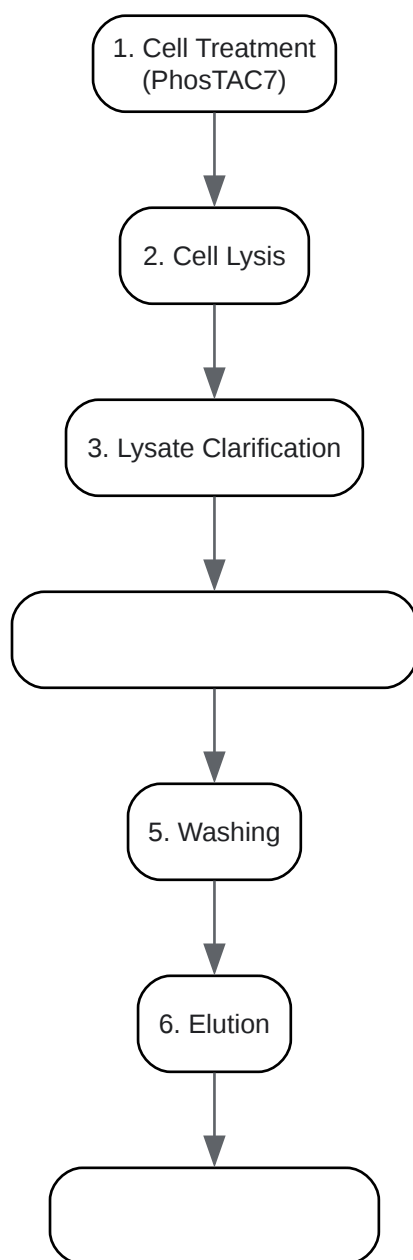 1. Cell Treatment
(PhosTAC7)
2. Cell Lysis
3. Lysate Clarification
5. Washing
6. Elution